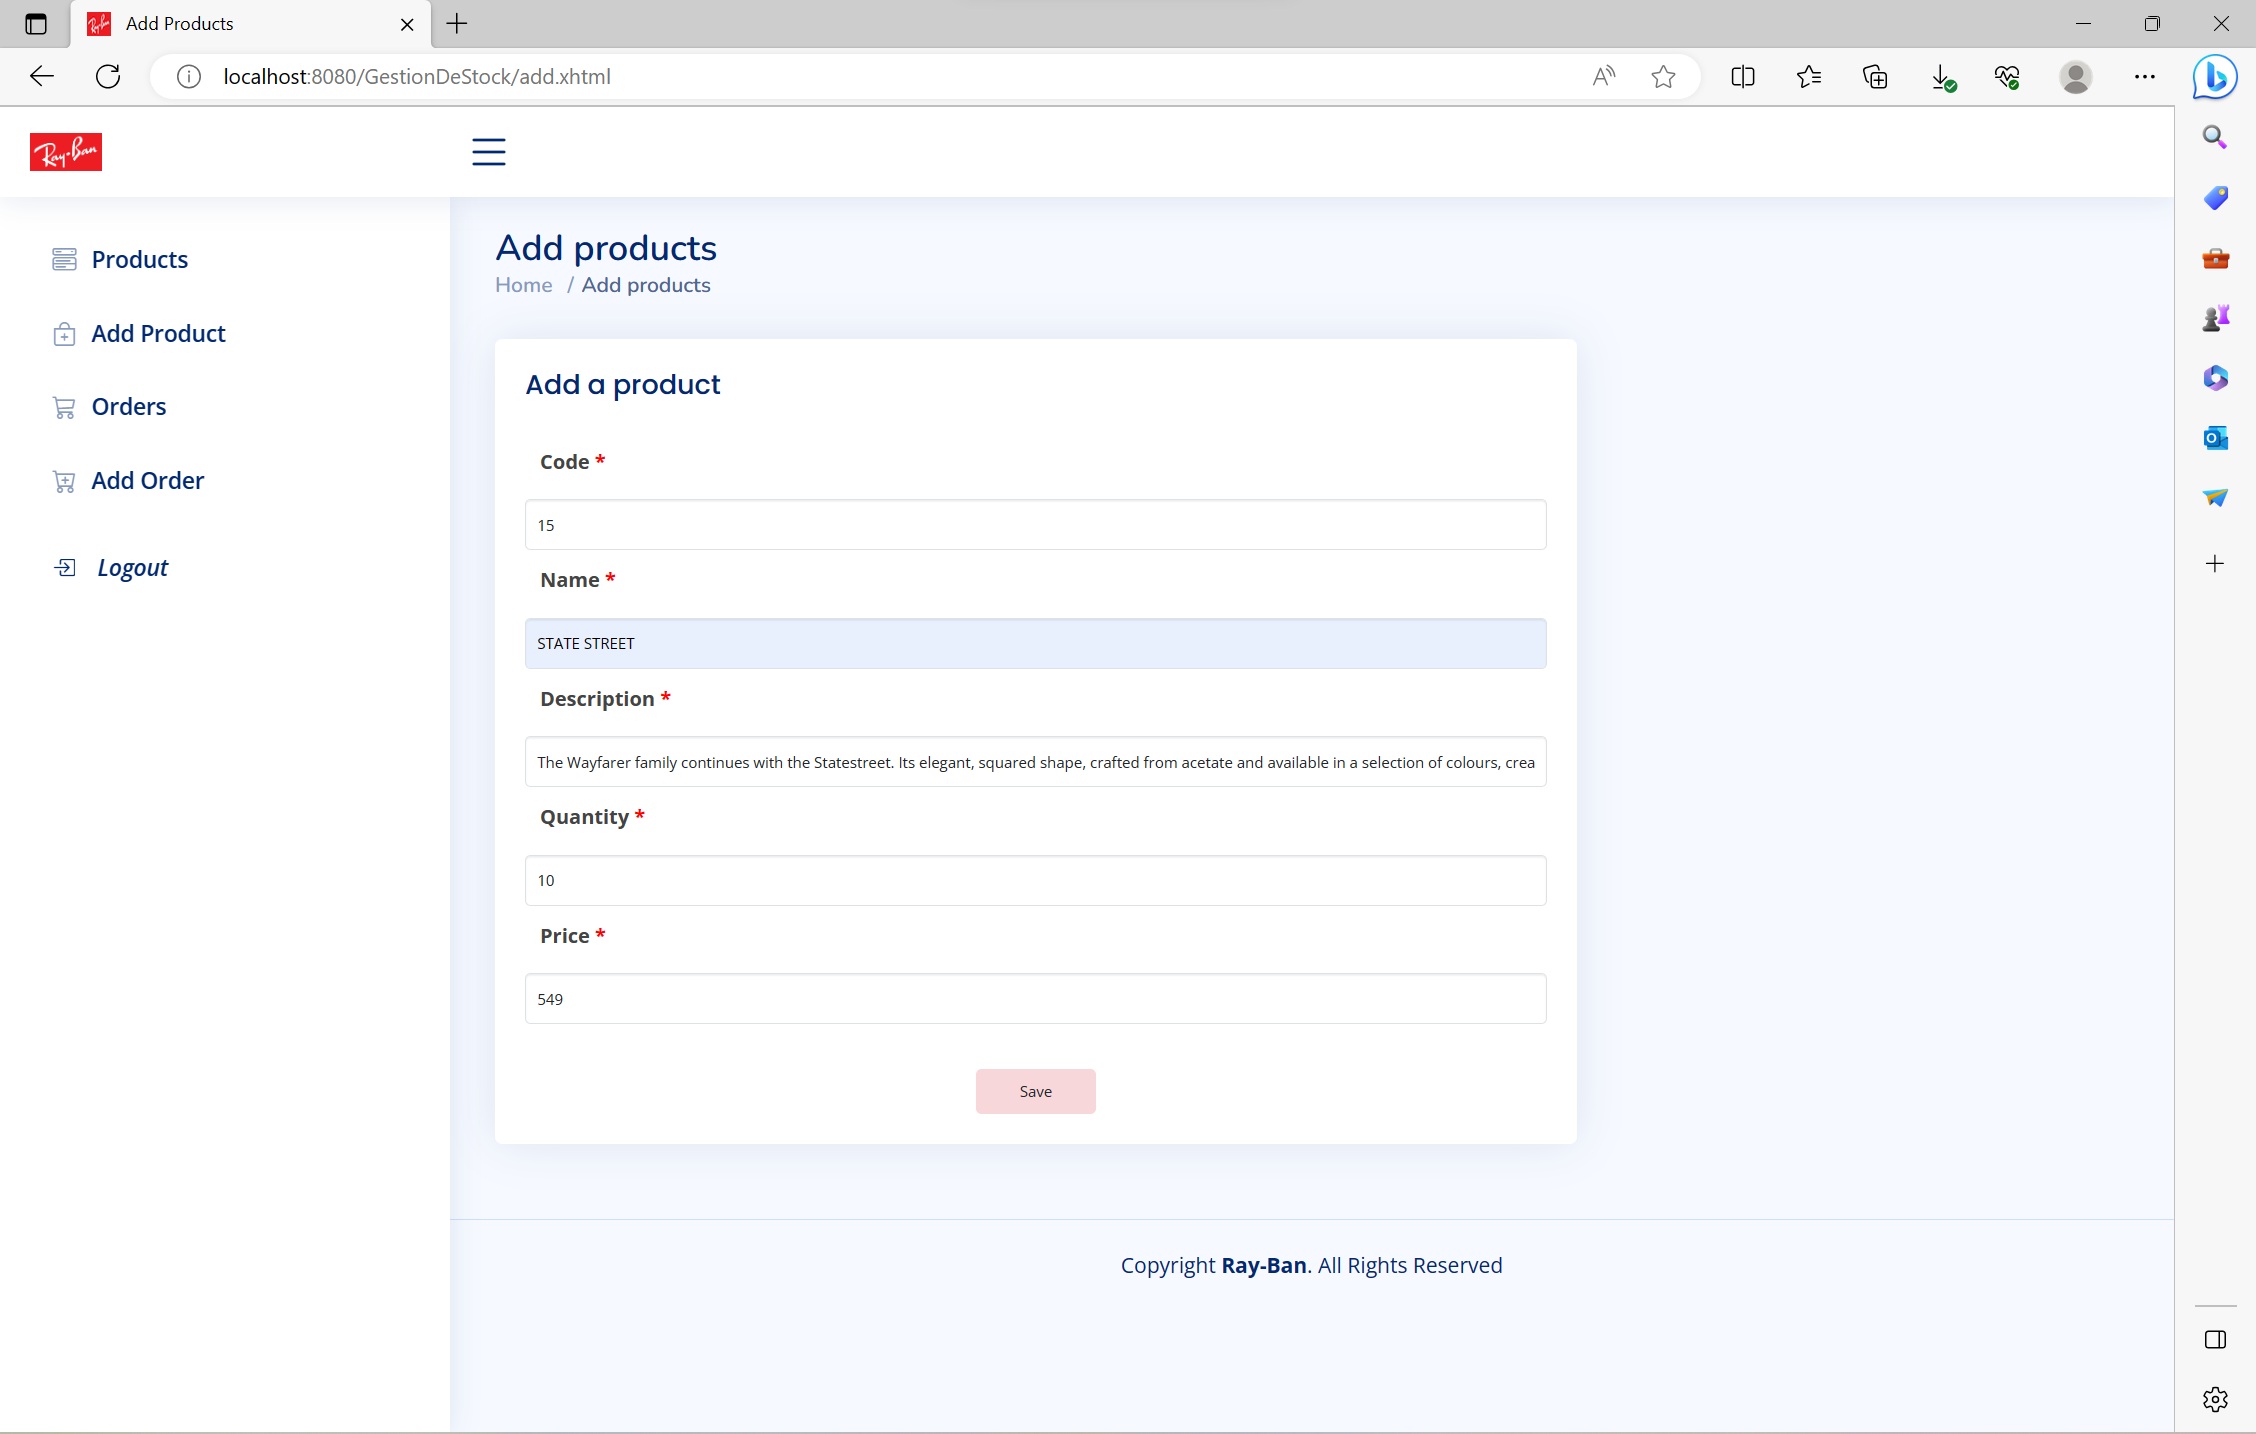 Add Products
localhost:8080/GestionDeStock/add.xhtml
Ray-Ban
Products
Add Product
Orders
Add Order
Logout
Add products
Home / Add products
Add a product
Code *
15
Name *
STATE STREET
Description *
The Wayfarer family continues with the Statestreet. Its elegant, squared shape, crafted from acetate and available in a selection of colours, crea
Quantity *
10
Price *
549
Save
Copyright Ray-Ban. All Rights Reserved